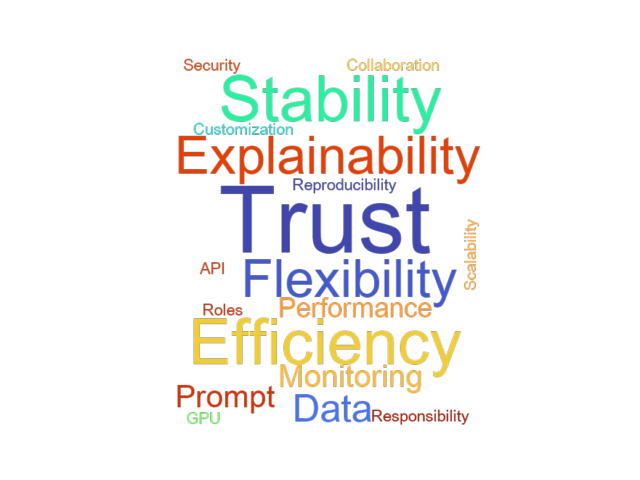 Security Collaboration
Stability
Customization
Explainability
Reproducibility
Trust
Scalability
API Flexibility
Roles Performance
Efficiency
Monitoring
Prompt Data
GPU Responsibility